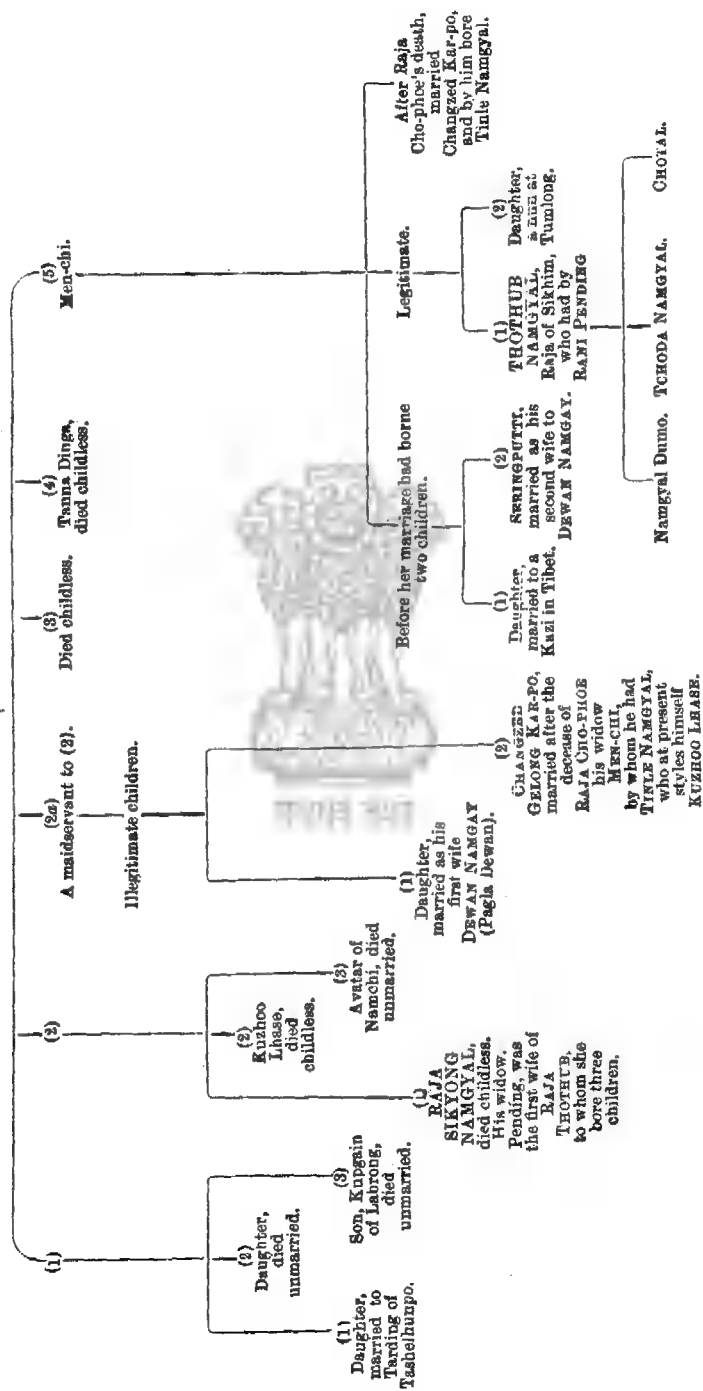 (1)
(1)
Daughter,
married to
Tarding of
Tashelhunpo.
(2)
Daughter,
died
unmarried.
(3)
Son, Kupgain
of Labrong,
died
unmarried.
(2)
(1)
RAJA
SIKYONG
NAMGYAL,
died childless.
His widow,
Pending, was
the first wife of
RAJA
THOTHUB,
to whom she
bore three
children.
(2)
Kuzhoo
Lhase,
died
childless.
(3)
Avatar of
Namchi, died
unmarried.
(2a)
A maidservant to (2).
Illegitimate children.
(1)
Daughter,
married as his
first wife
DEWAN NAMGAY
(Pagla Dewan).
(2)
CHANGZED
GELONG KAR-PO,
married after the
decease of
RAJA CHO-PHOE
his widow
MEN-CHI,
by whom he had
TINLE NAMGYAL,
who at present
styles himself
KUZHOO LHASE.
(3)
Died childless.
(4)
Tanna Dinga,
died childless.
(5)
Men-chi.
Before her marriage had borne
two children.
(1)
Daughter,
married to a
Kazi in Tibet.
(2)
SERINGPUTTI,
married as his
second wife to
DEWAN NAMGAY.
Legitimate.
(1)
THOTHUB
NAMGYAL,
Raja of Sikhim,
who had by
RANI PENDING
(2)
Daughter,
a nun at
Tumlong.
Namgyal Dumo.
TCHODA NAMGYAL.
CHOTAL.
After Raja
Cho-phoe's death,
married
Changzed Kar-po,
and by him bore
Tinle Namgyal.
सत्यमेव जयते